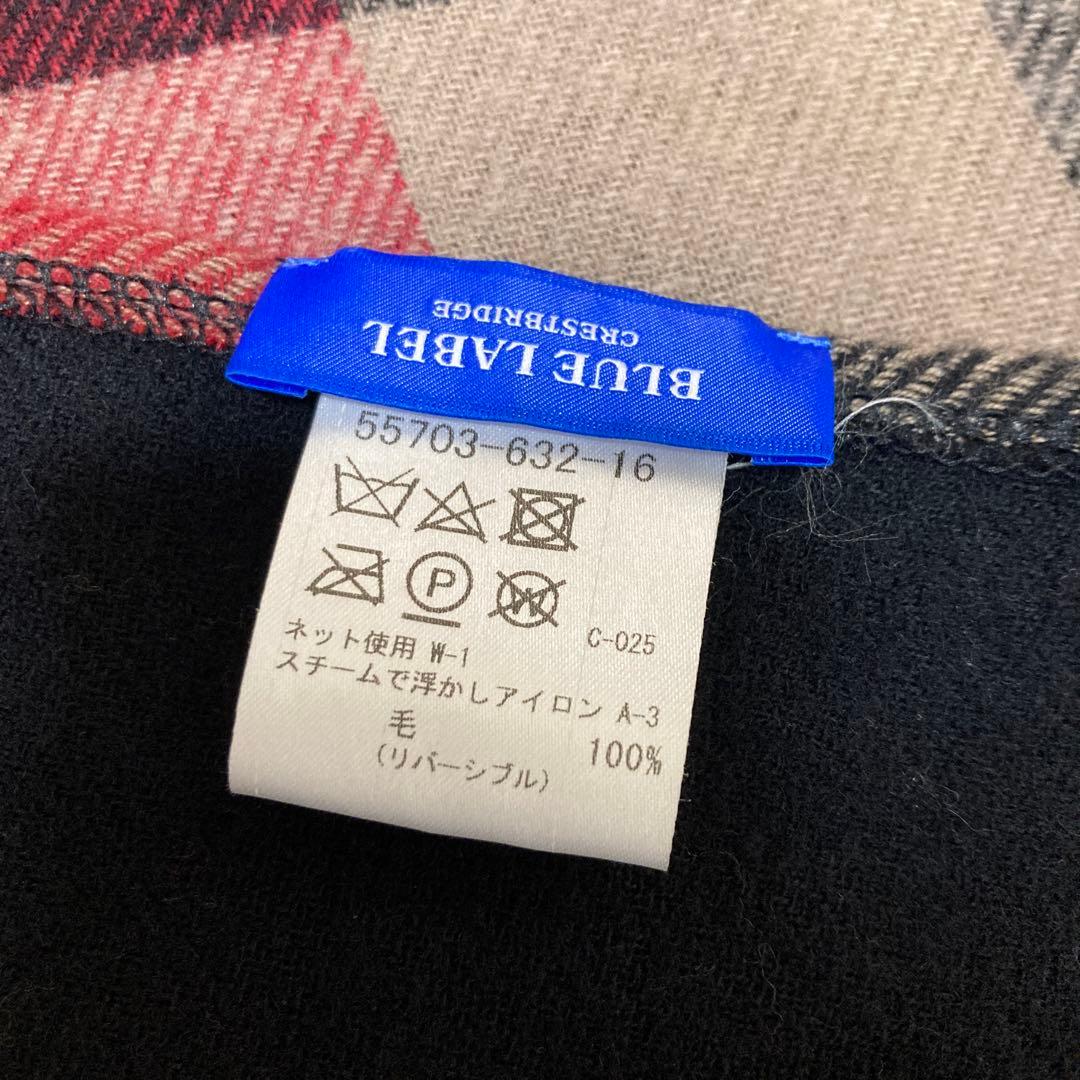 BLUE LABEL
CRESTBRIDGE
55703-632-16
P
W
C-025
ネット使用 W-1
スチームで浮かしアイロン A-3
毛 100%
(リバーシブル)